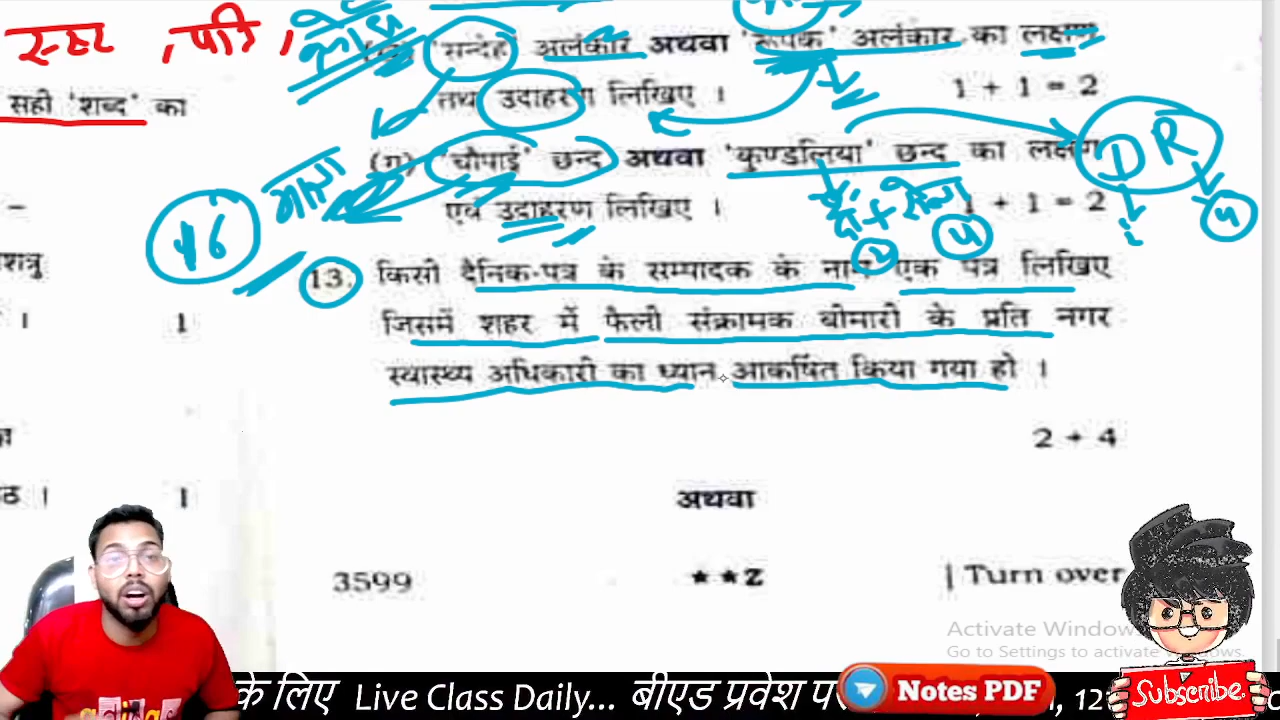 सही 'शब्द' का
'सन्देह' अलंकार अथवा 'रूपक' अलंकार का लक्षण
तथा उदाहरण लिखिए । 1 + 1 = 2
(ग) 'चौपाई' छन्द अथवा 'कुण्डलिया' छन्द का लक्षण
एवं उदाहरण लिखिए । 1 + 1 = 2
16 मात्रा
D R
13. किसी दैनिक-पत्र के सम्पादक के नाम एक पत्र लिखिए
जिसमें शहर में फैली संक्रामक बीमारी के प्रति नगर
स्वास्थ्य अधिकारी का ध्यान आकर्षित किया गया हो ।
। 1
2 + 4
। 1
अथवा
3599 ★★Z | Turn over
Activate Windows
Go to Settings to activate Windows.
के लिए Live Class Daily... बीएड प्रवेश
Notes PDF
Subscribe